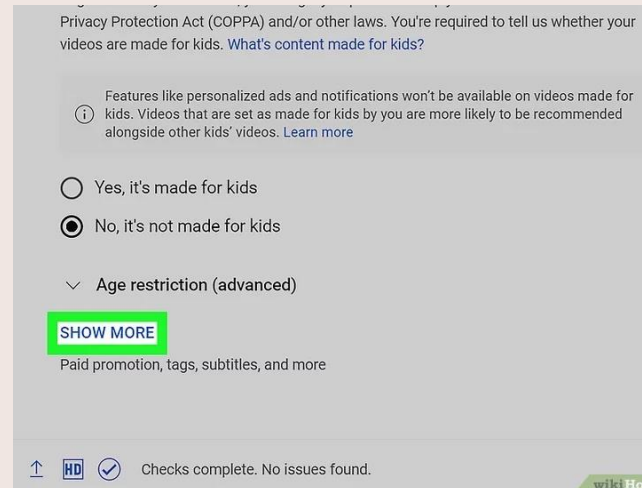 Privacy Protection Act (COPPA) and/or other laws. You're required to tell us whether your
videos are made for kids. What's content made for kids?
Features like personalized ads and notifications won't be available on videos made for
kids. Videos that are set as made for kids by you are more likely to be recommended
alongside other kids' videos. Learn more
Yes, it's made for kids
No, it's not made for kids
Age restriction (advanced)
SHOW MORE
Paid promotion, tags, subtitles, and more
HD Checks complete. No issues found.